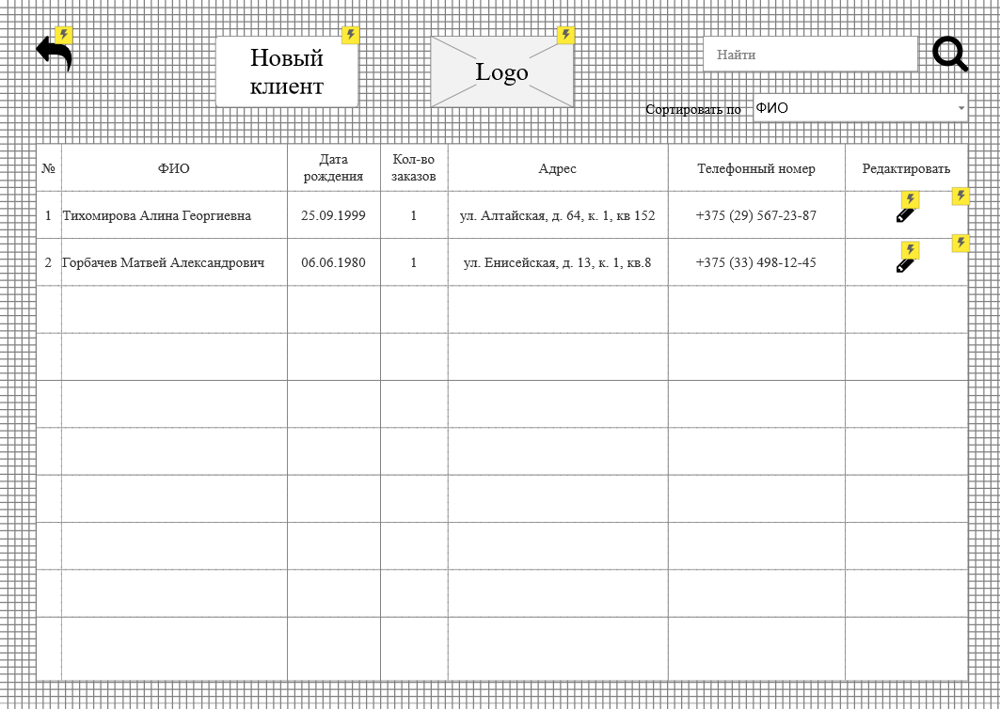 Новый
клиент
Logo
Найти
Сортировать по ФИО
№ ФИО Дата рождения Кол-во заказов Адрес Телефонный номер Редактировать
1 Тихомирова Алина Георгиевна 25.09.1999 1 ул. Алтайская, д. 64, к. 1, кв 152 +375 (29) 567-23-87
2 Горбачев Матвей Александрович 06.06.1980 1 ул. Енисейская, д. 13, к. 1, кв.8 +375 (33) 498-12-45